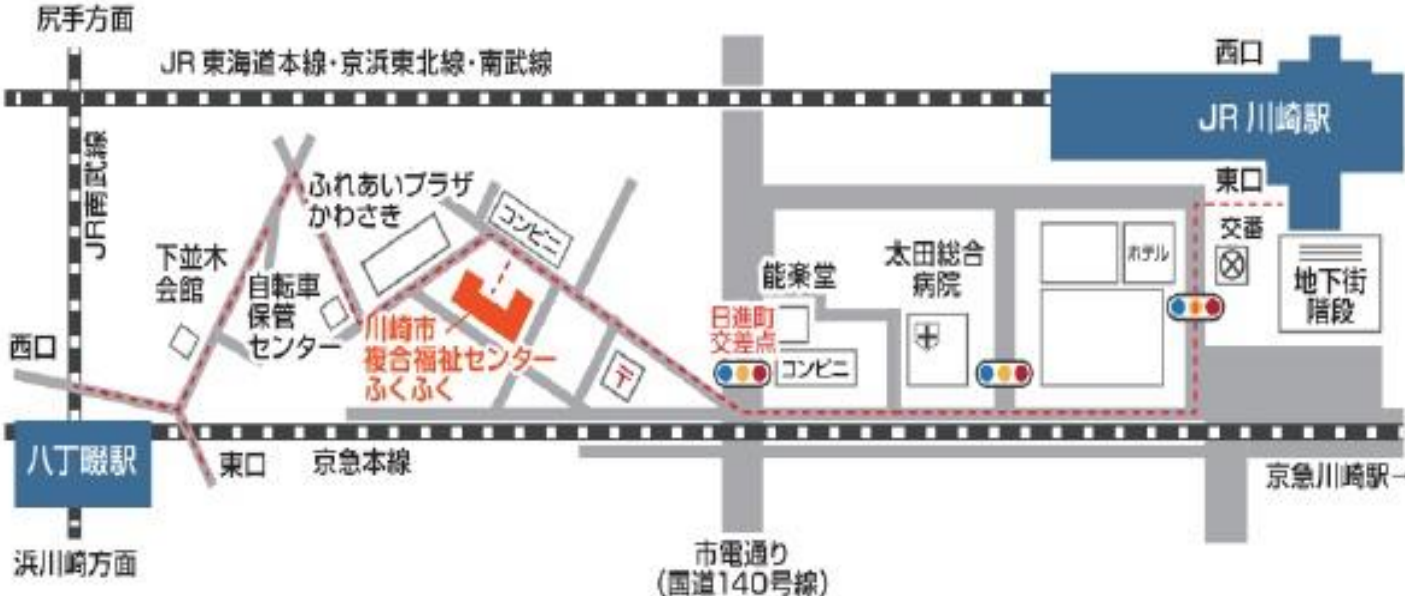 尻手方面
JR 東海道本線・京浜東北線・南武線
西口
JR 川崎駅
東口
JR南武線
ふれあいプラザ
かわさき
コンビニ
交番
下並木
会館
自転車
保管
センター
能楽堂
太田総合
病院
ホテル
地下街
階段
川崎市
複合福祉センター
ふくふく
日進町
交差点
コンビニ
〒
西口
八丁畷駅
東口
京急本線
京急川崎駅→
浜川崎方面
市電通り
(国道140号線)